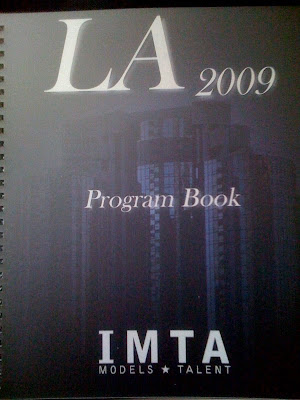 LA 2009
Program Book
IMTA
MODELS ★ TALENT